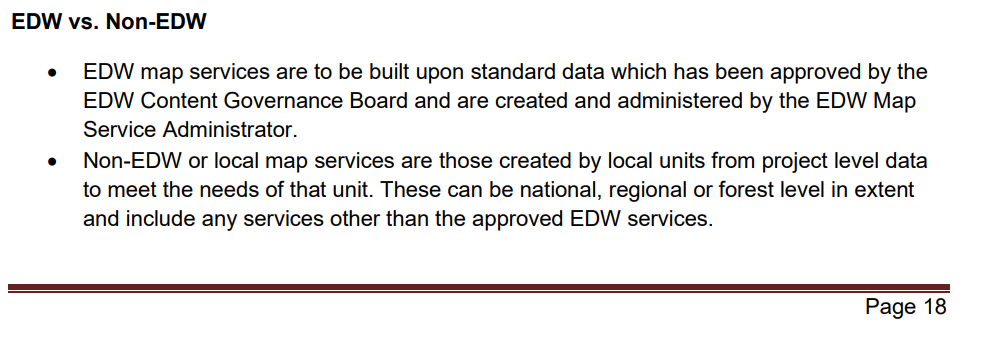 EDW vs. Non-EDW
• EDW map services are to be built upon standard data which has been approved by the
EDW Content Governance Board and are created and administered by the EDW Map
Service Administrator.
• Non-EDW or local map services are those created by local units from project level data
to meet the needs of that unit. These can be national, regional or forest level in extent
and include any services other than the approved EDW services.
Page 18